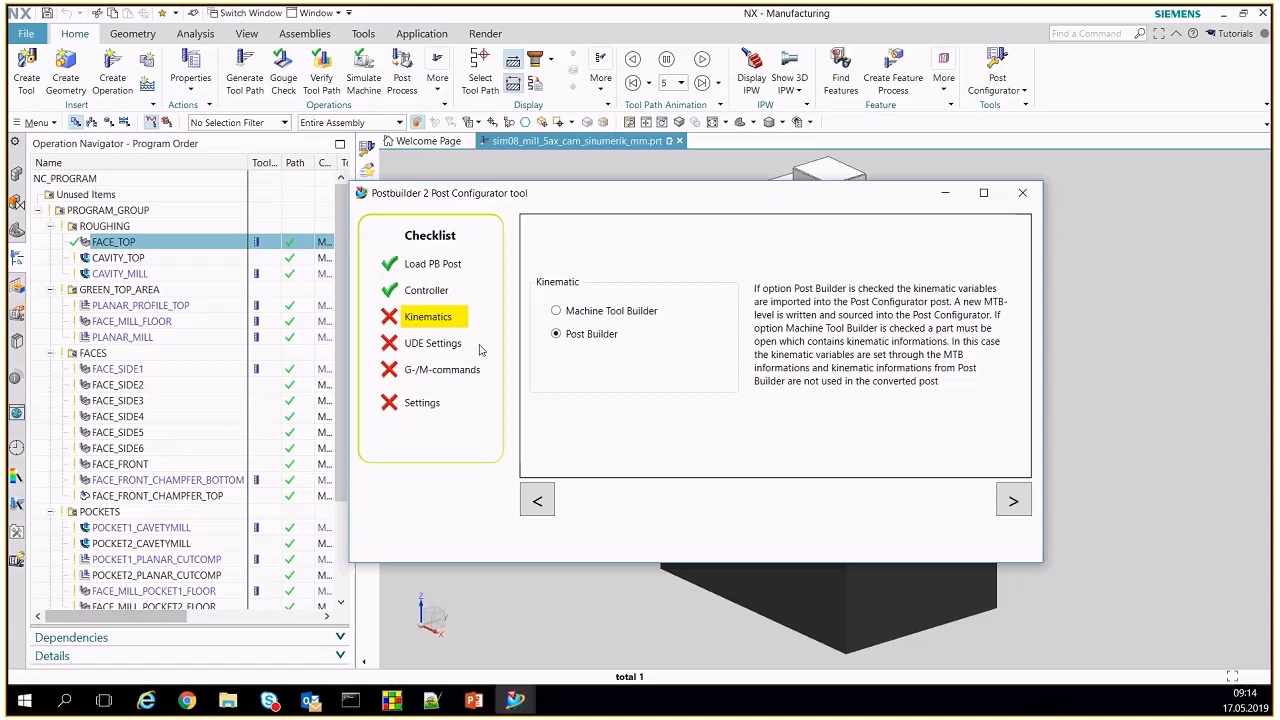 NX
Switch Window
Window
NX - Manufacturing
SIEMENS
File
Home
Geometry
Analysis
View
Assemblies
Tools
Application
Render
Find a Command
Tutorials
Create Tool
Create Geometry
Create Operation
Properties
Generate Tool Path
Gouge Check
Verify Tool Path
Simulate Machine
Post Process
More
Select Tool Path
More
5
Display IPW
Show 3D IPW
Find Features
Create Feature Process
More
Post Configurator
Insert
Actions
Operations
Display
Tool Path Animation
IPW
Feature
Tools
Menu
No Selection Filter
Entire Assembly
Operation Navigator - Program Order
Welcome Page
sim08_mill_5ax_cam_sinumerik_mm.prt
Name
Tool...
Path
C...
NC_PROGRAM
Unused Items
PROGRAM_GROUP
ROUGHING
FACE_TOP
M...
CAVITY_TOP
M...
CAVITY_MILL
M...
GREEN_TOP_AREA
PLANAR_PROFILE_TOP
M...
FACE_MILL_FLOOR
M...
PLANAR_MILL
M...
FACES
FACE_SIDE1
M...
FACE_SIDE2
M...
FACE_SIDE3
M...
FACE_SIDE4
M...
FACE_SIDE5
M...
FACE_SIDE6
M...
FACE_FRONT
M...
FACE_FRONT_CHAMPFER_BOTTOM
M...
FACE_FRONT_CHAMPFER_TOP
M...
POCKETS
POCKET1_CAVETYMILL
M...
POCKET2_CAVETYMILL
M...
POCKET1_PLANAR_CUTCOMP
M...
POCKET2_PLANAR_CUTCOMP
M...
FACE_MILL_POCKET1_FLOOR
M...
FACE_MILL_POCKET2_FLOOR
M
Dependencies
Details
Postbuilder 2 Post Configurator tool
Checklist
Load PB Post
Controller
Kinematics
UDE Settings
G-/M-commands
Settings
Kinematic
Machine Tool Builder
Post Builder
If option Post Builder is checked the kinematic variables
are imported into the Post Configurator post. A new MTB-
level is written and sourced into the Post Configurator. If
option Machine Tool Builder is checked a part must be
open which contains kinematic informations. In this case
the kinematic variables are set through the MTB
informations and kinematic informations from Post
Builder are not used in the converted post
<
>
Z
Y
X
total 1
09:14
17.05.2019